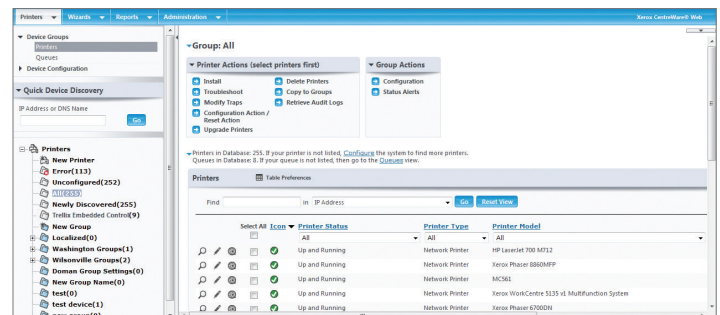 Printers Wizards Reports Administration Xerox CentreWare® Web
Device Groups
Printers
Queues
Device Configuration
Quick Device Discovery
IP Address or DNS Name
Go
Printers
New Printer
Error(113)
Unconfigured(252)
All(255)
Newly Discovered(255)
Trellix Embedded Control(9)
New Group
Localized(0)
Washington Groups(1)
Wilsonville Groups(2)
Doman Group Settings(0)
New Group Name(0)
test(0)
test device(1)
Group: All
Printer Actions (select printers first)
Install
Troubleshoot
Modify Traps
Configuration Action /
Reset Action
Upgrade Printers
Delete Printers
Copy to Groups
Retrieve Audit Logs
Group Actions
Configuration
Status Alerts
Printers in Database: 255. If your printer is not listed, Configure the system to find more printers.
Queues in Database: 8. If your queue is not listed, then go to the Queues view.
Printers Table Preferences
Find in IP Address Go Reset View
Select All Icon Printer Status Printer Type Printer Model
All All All
Up and Running Network Printer HP LaserJet 700 M712
Up and Running Network Printer Xerox Phaser 8860MFP
Up and Running Network Printer MC561
Up and Running Network Printer Xerox WorkCentre 5135 v1 Multifunction System
Up and Running Network Printer Xerox Phaser 6700DN